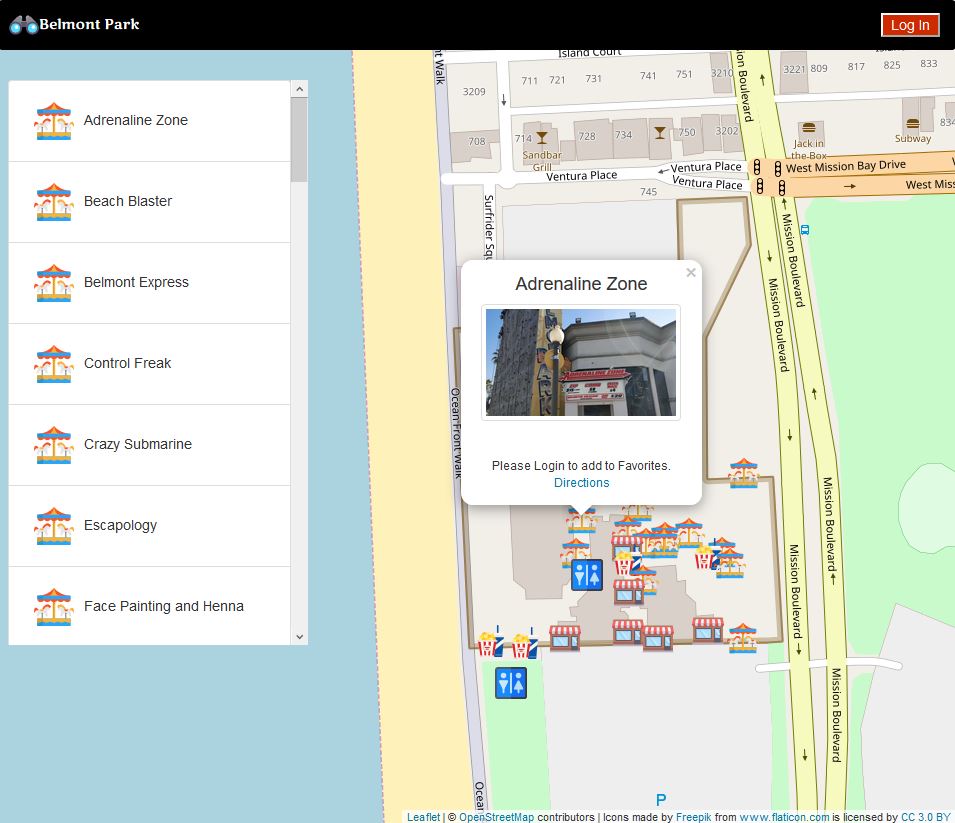 Belmont Park
Log In
Adrenaline Zone
Beach Blaster
Belmont Express
Control Freak
Crazy Submarine
Escapology
Face Painting and Henna
Island Court
3209
711
721
731
741
751
3210
3221
809
817
825
833
708
714
728
734
750
3202
834
Sandbar
Grill
Jack in
the Box
Subway
Ventura Place
Ventura Place
Ventura Place
745
West Mission Bay Drive
West Miss
Mission Boulevard
Mission Boulevard
Mission Boulevard
Mission Boulevard
Mission Boulevard
Mission Boulevard
t Walk
Surfrider Squ
Ocean Front Walk
Ocean
Adrenaline Zone
×
ADRENALINE ZONE
Please Login to add to Favorites.
Directions
P
Leaflet | © OpenStreetMap contributors | Icons made by Freepik from www.flaticon.com is licensed by CC 3.0 BY